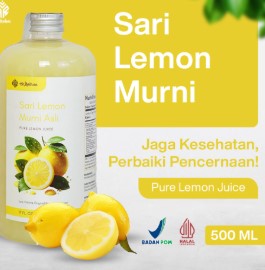 Sari
Lemon
Murni
Jaga Kesehatan,
Perbaiki Pencernaan!
Pure Lemon Juice
BADAN POM
HALAL
500 ML
Sari Lemon
Murni Asli
PURE LEMON JUICE